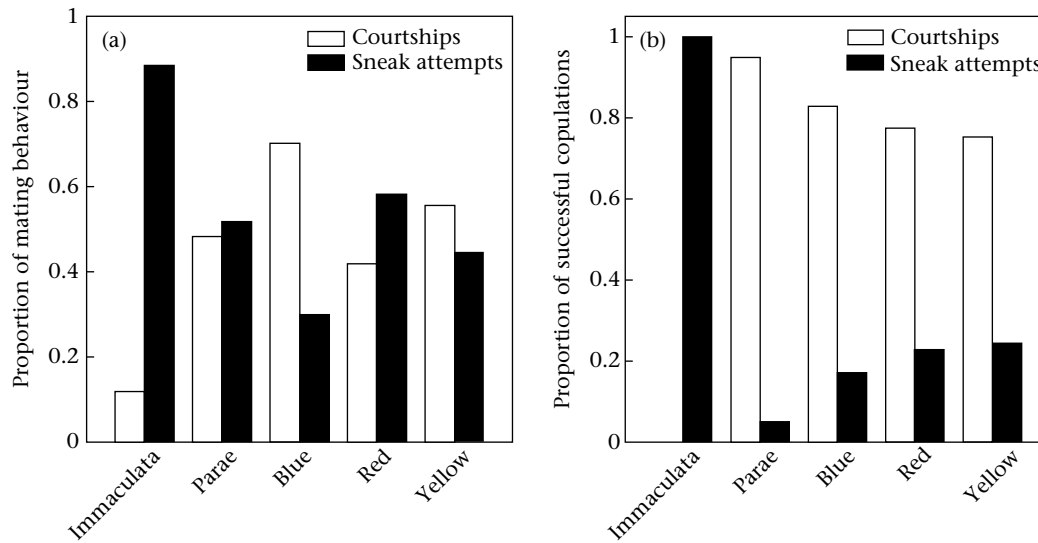 (a)
Courtships
Sneak attempts
Proportion of mating behaviour
1
0.8
0.6
0.4
0.2
0
Immaculata
Parae
Blue
Red
Yellow
(b)
Courtships
Sneak attempts
Proportion of successful copulations
1
0.8
0.6
0.4
0.2
0
Immaculata
Parae
Blue
Red
Yellow